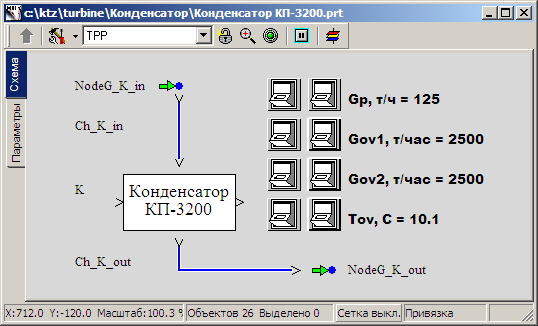 c:\ktz\turbine\Конденсатор\Конденсатор КП-3200.prt
TPP
Схема
Параметры
NodeG_K_in
Ch_K_in
K
Конденсатор
КП-3200
Ch_K_out
NodeG_K_out
Gp, т/ч = 125
Gov1, т/час = 2500
Gov2, т/час = 2500
Tov, C = 10.1
X:712.0 Y:-120.0 Масштаб:100.3 %
Объектов 26 Выделено 0
Сетка выкл.
Привязка